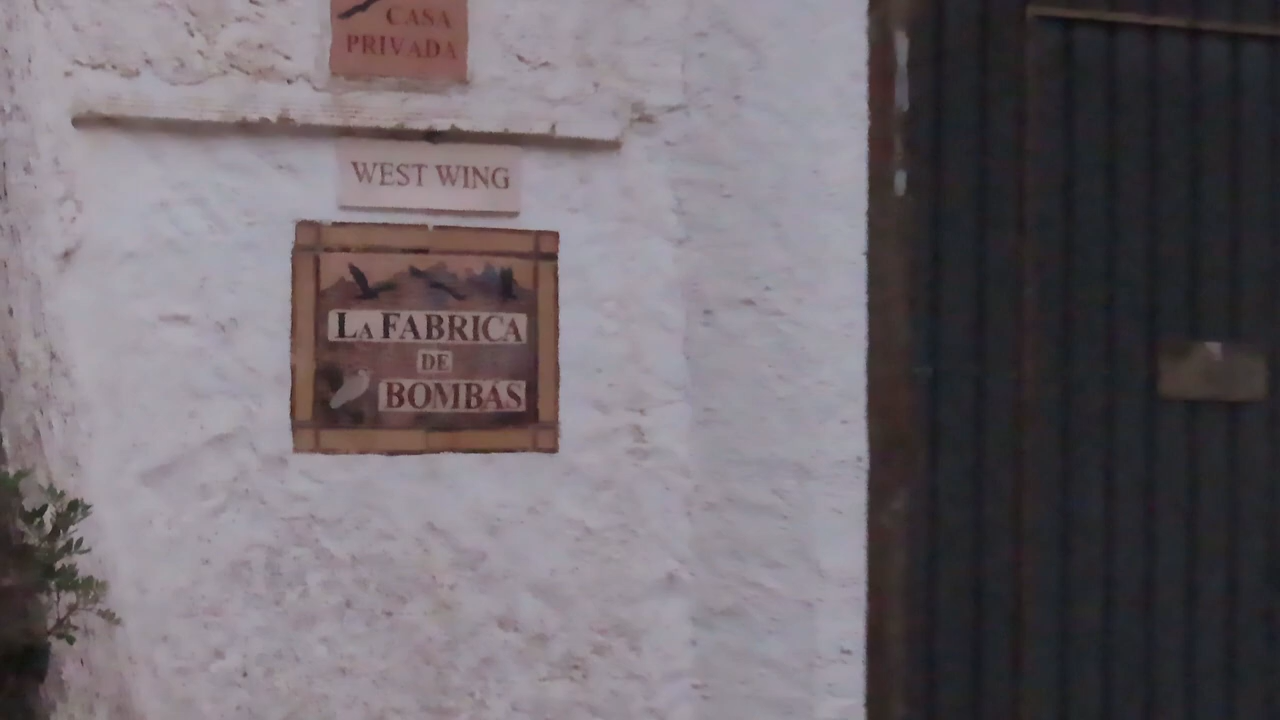 CASA
PRIVADA
WEST WING
LA FABRICA
DE
BOMBAS